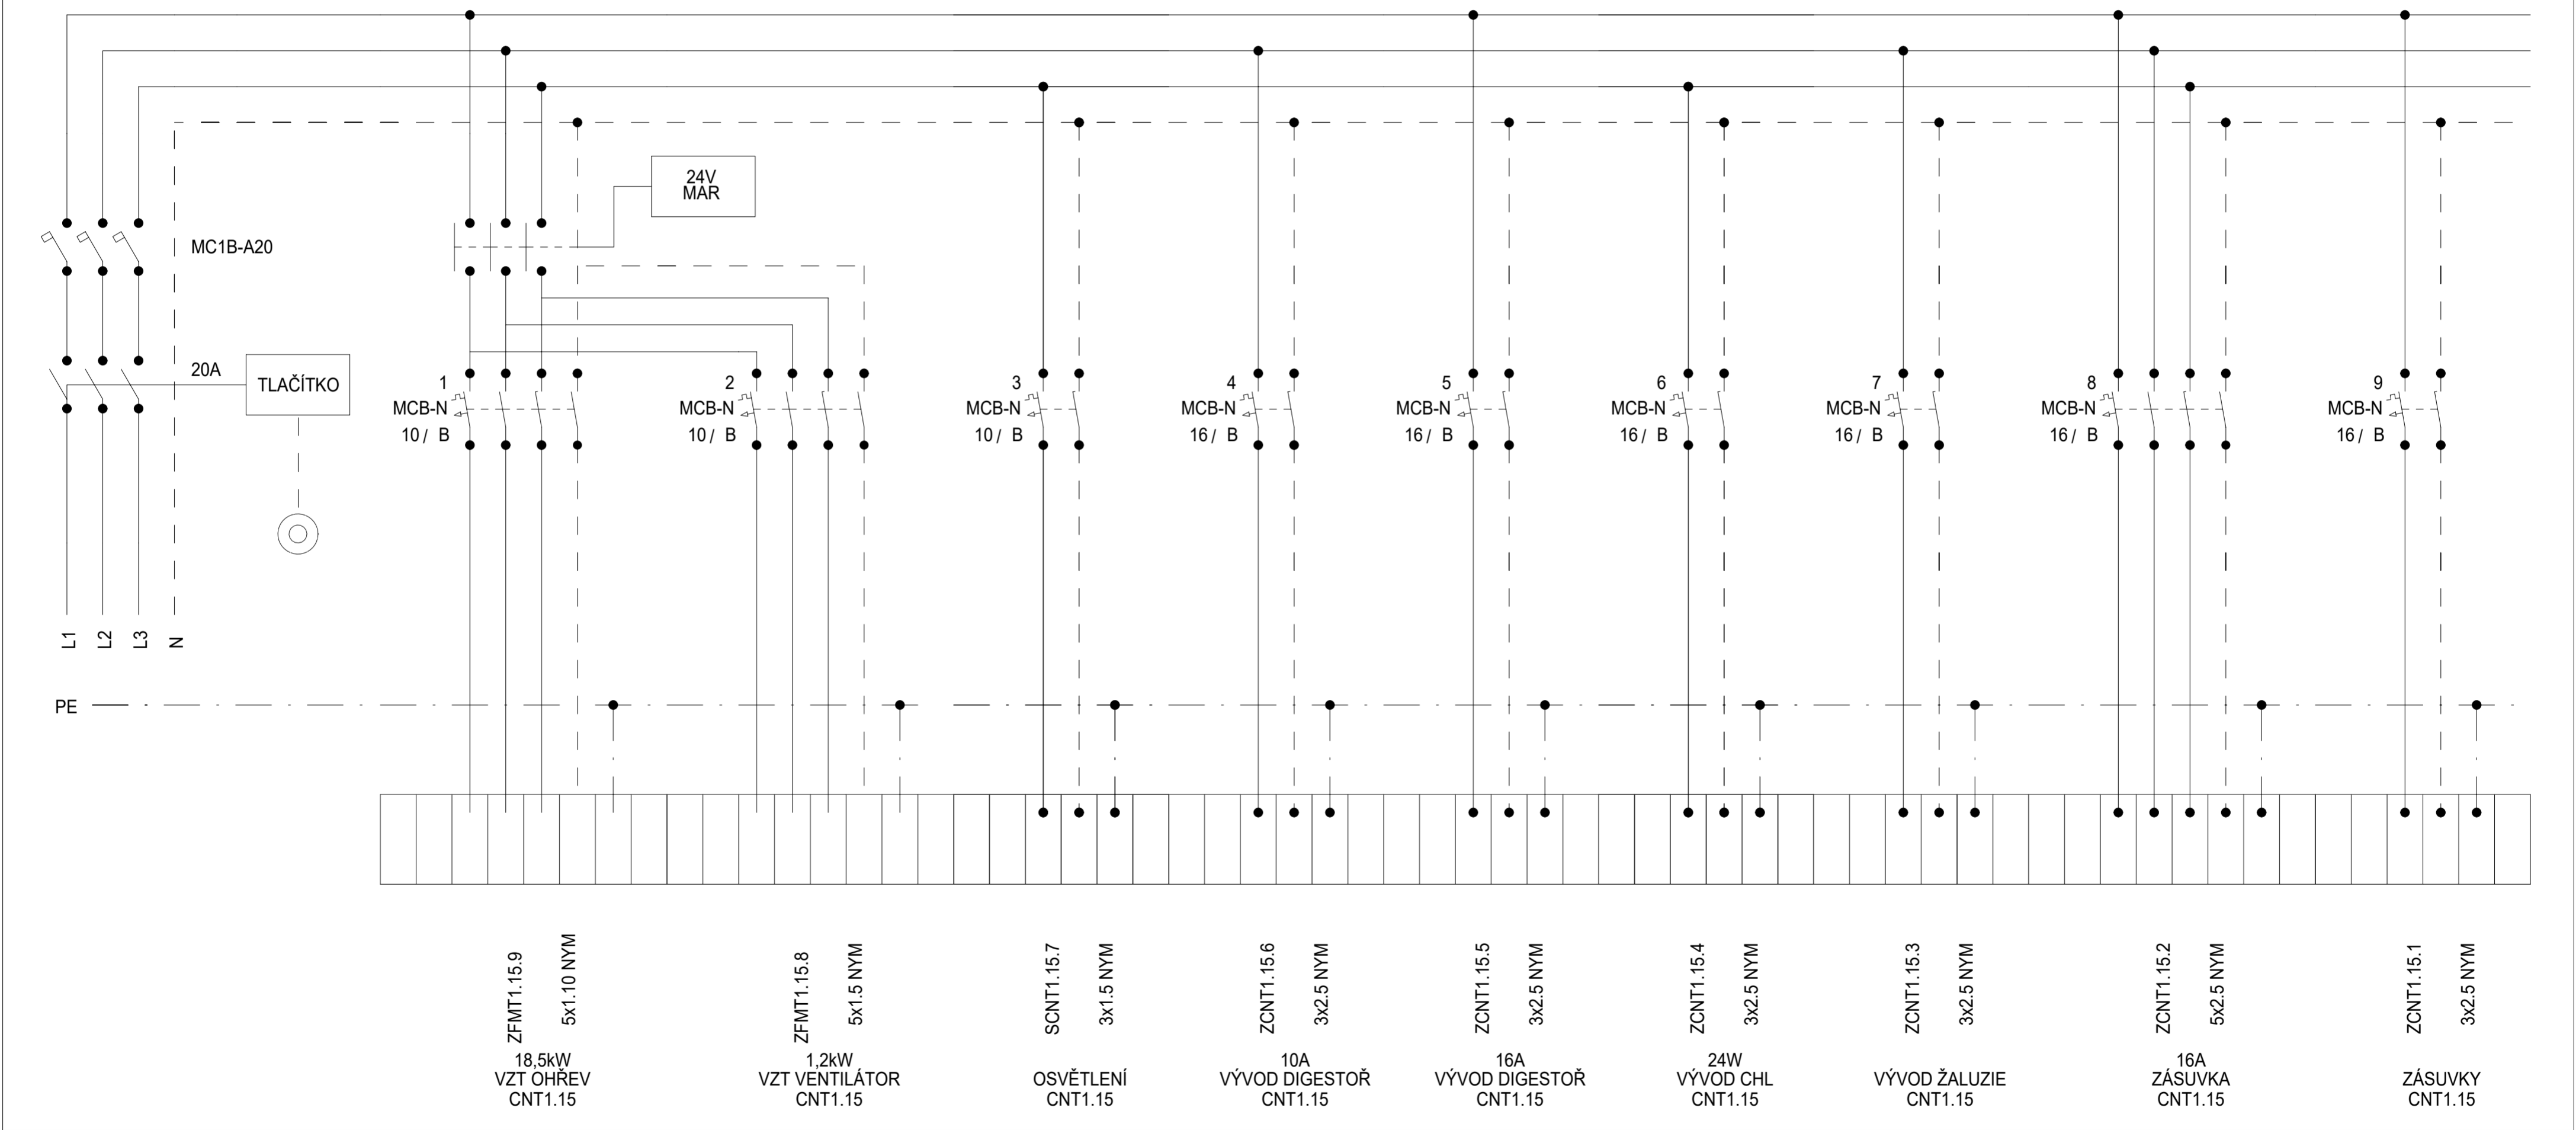 24V
MAR
MC1B-A20
20A
TLAČÍTKO
1
MCB-N
10 / B
2
MCB-N
10 / B
3
MCB-N
10 / B
4
MCB-N
16 / B
5
MCB-N
16 / B
6
MCB-N
16 / B
7
MCB-N
16 / B
8
MCB-N
16 / B
9
MCB-N
16 / B
L1
L2
L3
N
PE
ZFMT1.15.9
5x1.10 NYM
18,5kW
VZT OHŘEV
CNT1.15
ZFMT1.15.8
5x1.5 NYM
1,2kW
VZT VENTILÁTOR
CNT1.15
SCNT1.15.7
3x1.5 NYM
OSVĚTLENÍ
CNT1.15
ZCNT1.15.6
3x2.5 NYM
10A
VÝVOD DIGESTOŘ
CNT1.15
ZCNT1.15.5
3x2.5 NYM
16A
VÝVOD DIGESTOŘ
CNT1.15
ZCNT1.15.4
3x2.5 NYM
24W
VÝVOD CHL
CNT1.15
ZCNT1.15.3
3x2.5 NYM
VÝVOD ŽALUZIE
CNT1.15
ZCNT1.15.2
5x2.5 NYM
16A
ZÁSUVKA
CNT1.15
ZCNT1.15.1
3x2.5 NYM
ZÁSUVKY
CNT1.15